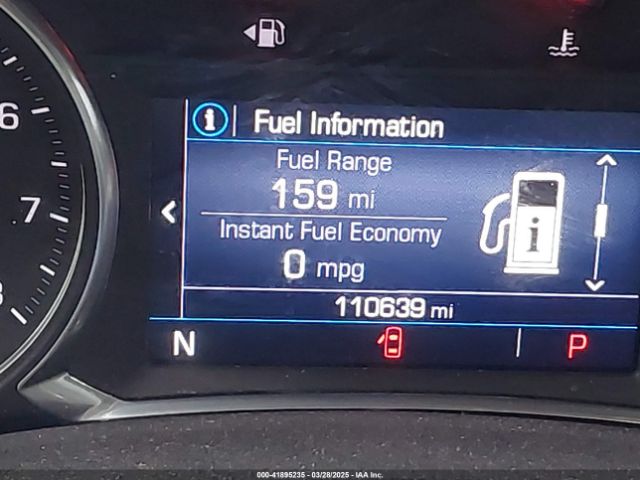 Fuel Information
6
Fuel Range
159 mi
7
Instant Fuel Economy
0 mpg
8
110639 mi
N
P
000-41895235 - 03/28/2025 - IAA Inc.